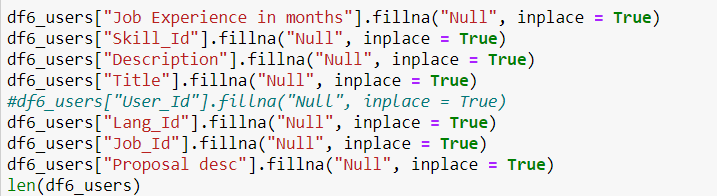 df6_users["Job Experience in months"].fillna("Null", inplace = True)
df6_users["Skill_Id"].fillna("Null", inplace = True)
df6_users["Description"].fillna("Null", inplace = True)
df6_users["Title"].fillna("Null", inplace = True)
#df6_users["User_Id"].fillna("Null", inplace = True)
df6_users["Lang_Id"].fillna("Null", inplace = True)
df6_users["Job_Id"].fillna("Null", inplace = True)
df6_users["Proposal desc"].fillna("Null", inplace = True)
len(df6_users)